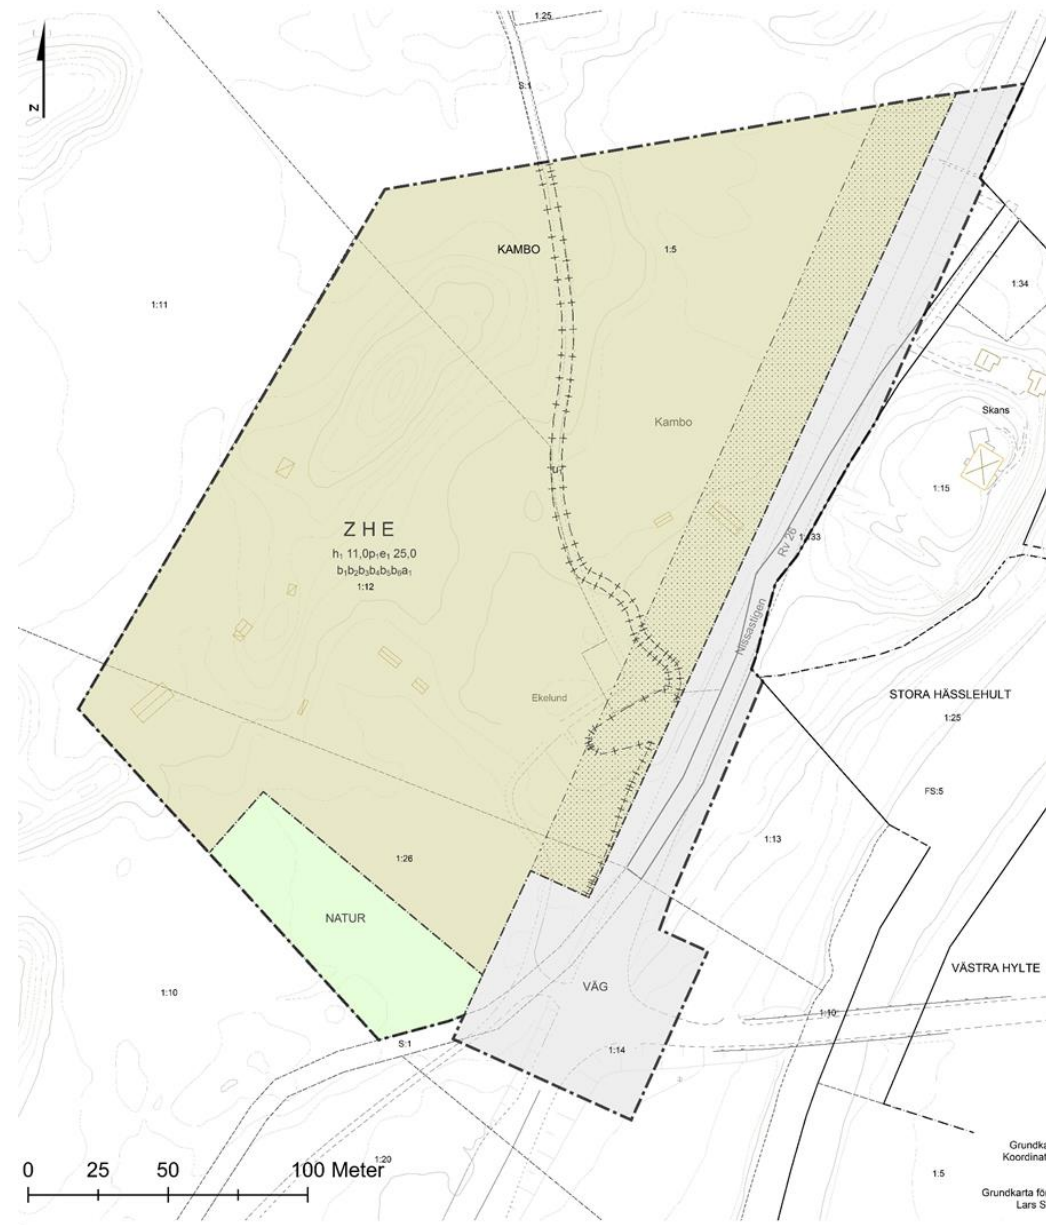 1:25
S:1
N
KAMBO
1:5
1:11
1:34
Kambo
Skans
1:15
Z H E
h₁ 11,0p₁e₁ 25,0
b₁b₂b₃b₄b₅b₆a₁
1:12
Rv 26
Nissastigen
STORA HÄSSLEHULT
1:25
Ekelund
FS:5
1:13
1:26
NATUR
VÄG
VÄSTRA HYLTE
1:10
1:10
S:1
1:14
1:20
1:5
0 25 50 100 Meter
Grundka
Koordinat
Grundkarta för
Lars S